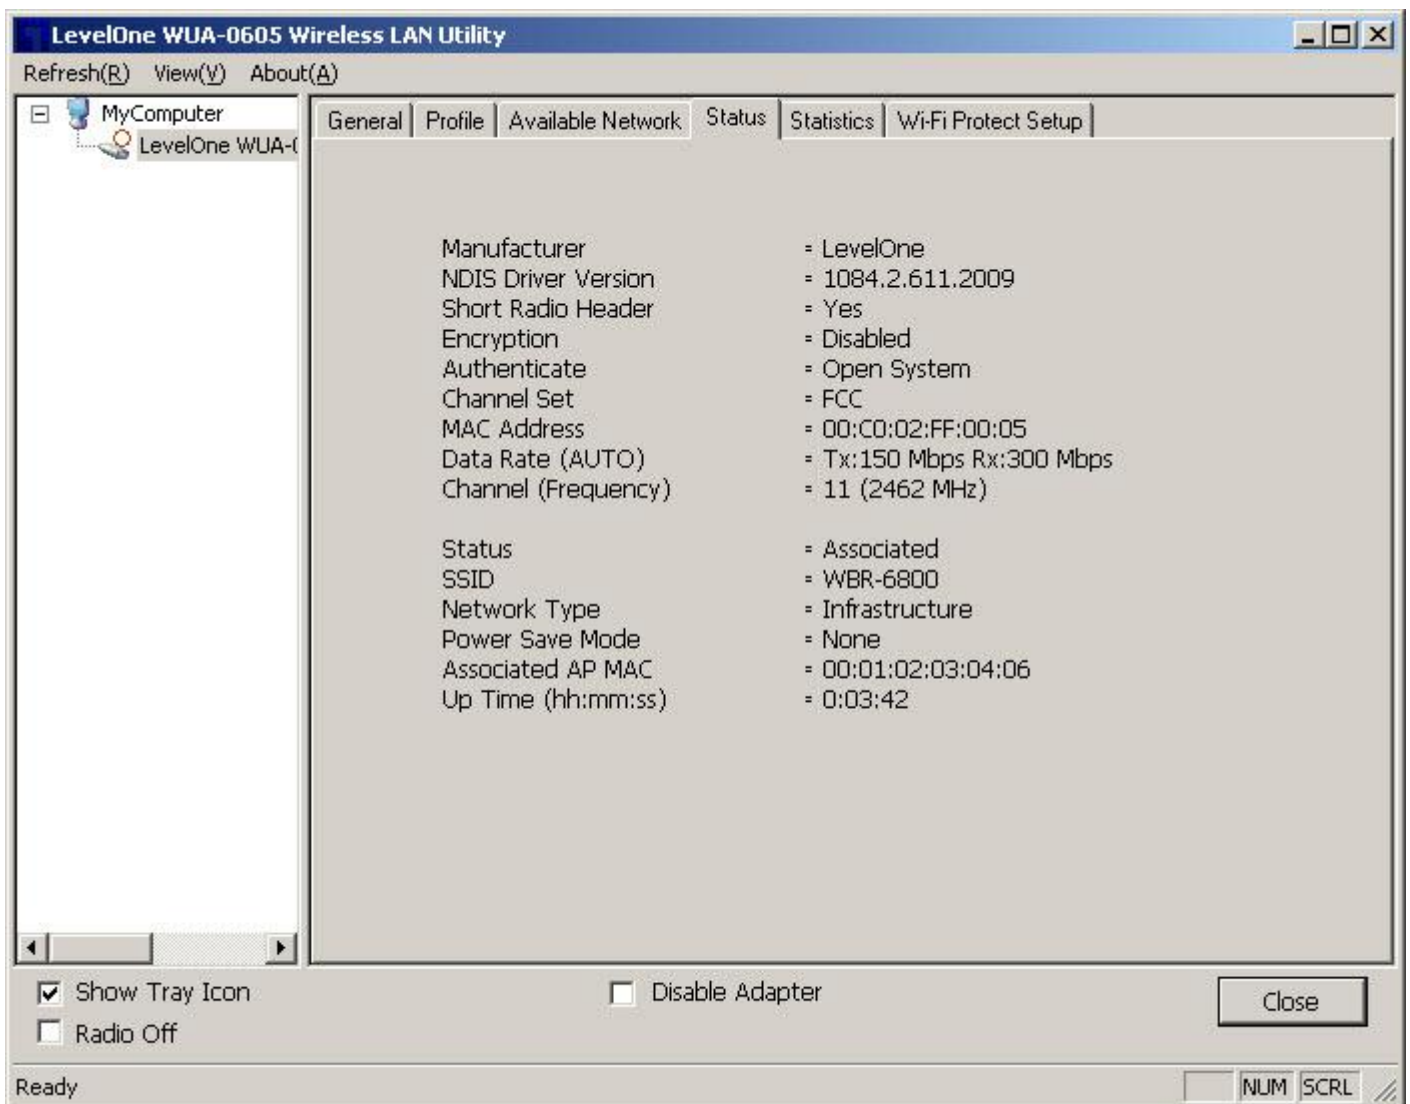 LevelOne WUA-0605 Wireless LAN Utility
Refresh(R) View(V) About(A)
MyComputer
LevelOne WUA-(
General Profile Available Network Status Statistics Wi-Fi Protect Setup
Manufacturer = LevelOne
NDIS Driver Version = 1084.2.611.2009
Short Radio Header = Yes
Encryption = Disabled
Authenticate = Open System
Channel Set = FCC
MAC Address = 00:C0:02:FF:00:05
Data Rate (AUTO) = Tx:150 Mbps Rx:300 Mbps
Channel (Frequency) = 11 (2462 MHz)
Status = Associated
SSID = WBR-6800
Network Type = Infrastructure
Power Save Mode = None
Associated AP MAC = 00:01:02:03:04:06
Up Time (hh:mm:ss) = 0:03:42
Show Tray Icon Disable Adapter Close
Radio Off
Ready NUM SCRL